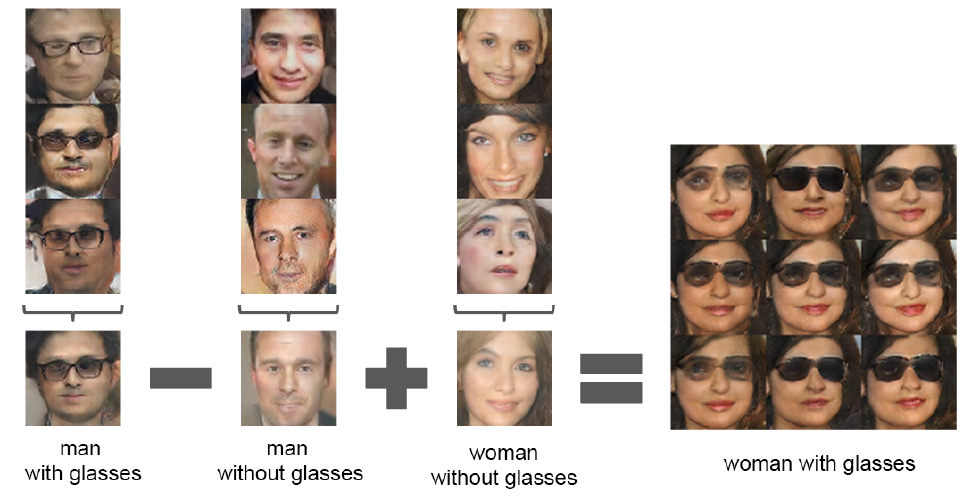 man
with glasses
man
without glasses
woman
without glasses
woman with glasses